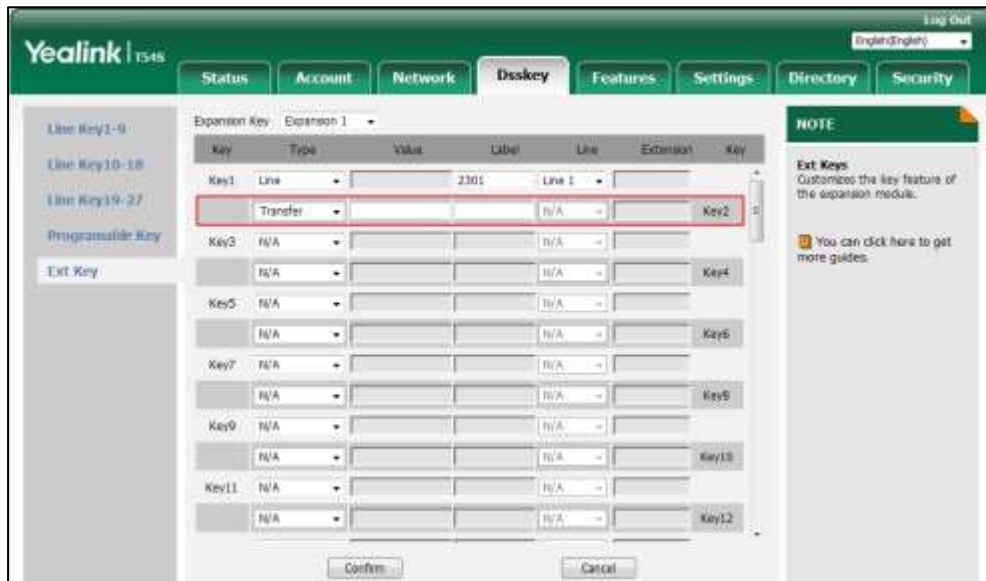 Log Out
Yealink T54S
English(English)
Status Account Network Dsskey Features Settings Directory Security
Line Key1-9
Line Key10-18
Line Key19-27
Programable Key
Ext Key
Expansion Key Expansion 1
Key Type Value Label Line Extension Key
Key1 Line 2301 Line 1
Transfer N/A Key2
Key3 N/A N/A
N/A N/A Key4
Key5 N/A N/A
N/A N/A Key6
Key7 N/A N/A
N/A N/A Key8
Key9 N/A N/A
N/A N/A Key10
Key11 N/A N/A
N/A N/A Key12
Confirm Cancel
NOTE
Ext Keys
Customizes the key feature of
the expansion module.
You can click here to get
more guides.